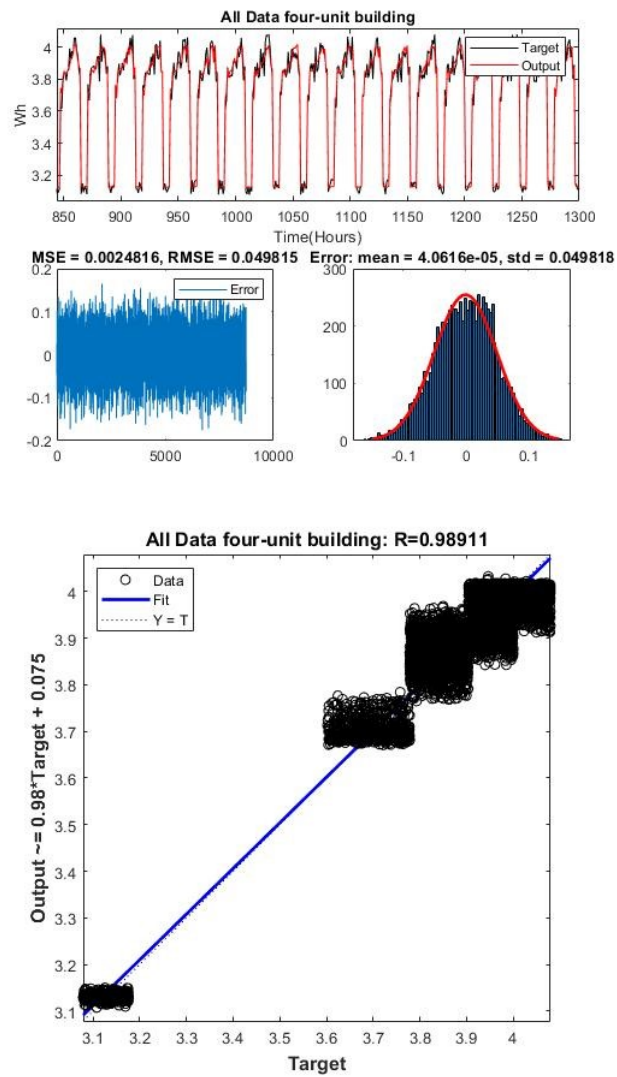 All Data four-unit building
4
3.8
3.6
3.4
3.2
Wh
Target
Output
850 900 950 1000 1050 1100 1150 1200 1250 1300
Time(Hours)
MSE = 0.0024816, RMSE = 0.049815
0.2
0.1
0
-0.1
-0.2
Error
0 5000 10000
Error: mean = 4.0616e-05, std = 0.049818
300
200
100
0
-0.1 0 0.1
All Data four-unit building: R=0.98911
Output ~= 0.98*Target + 0.075
4
3.9
3.8
3.7
3.6
3.5
3.4
3.3
3.2
3.1
Data
Fit
Y = T
3.1 3.2 3.3 3.4 3.5 3.6 3.7 3.8 3.9 4
Target